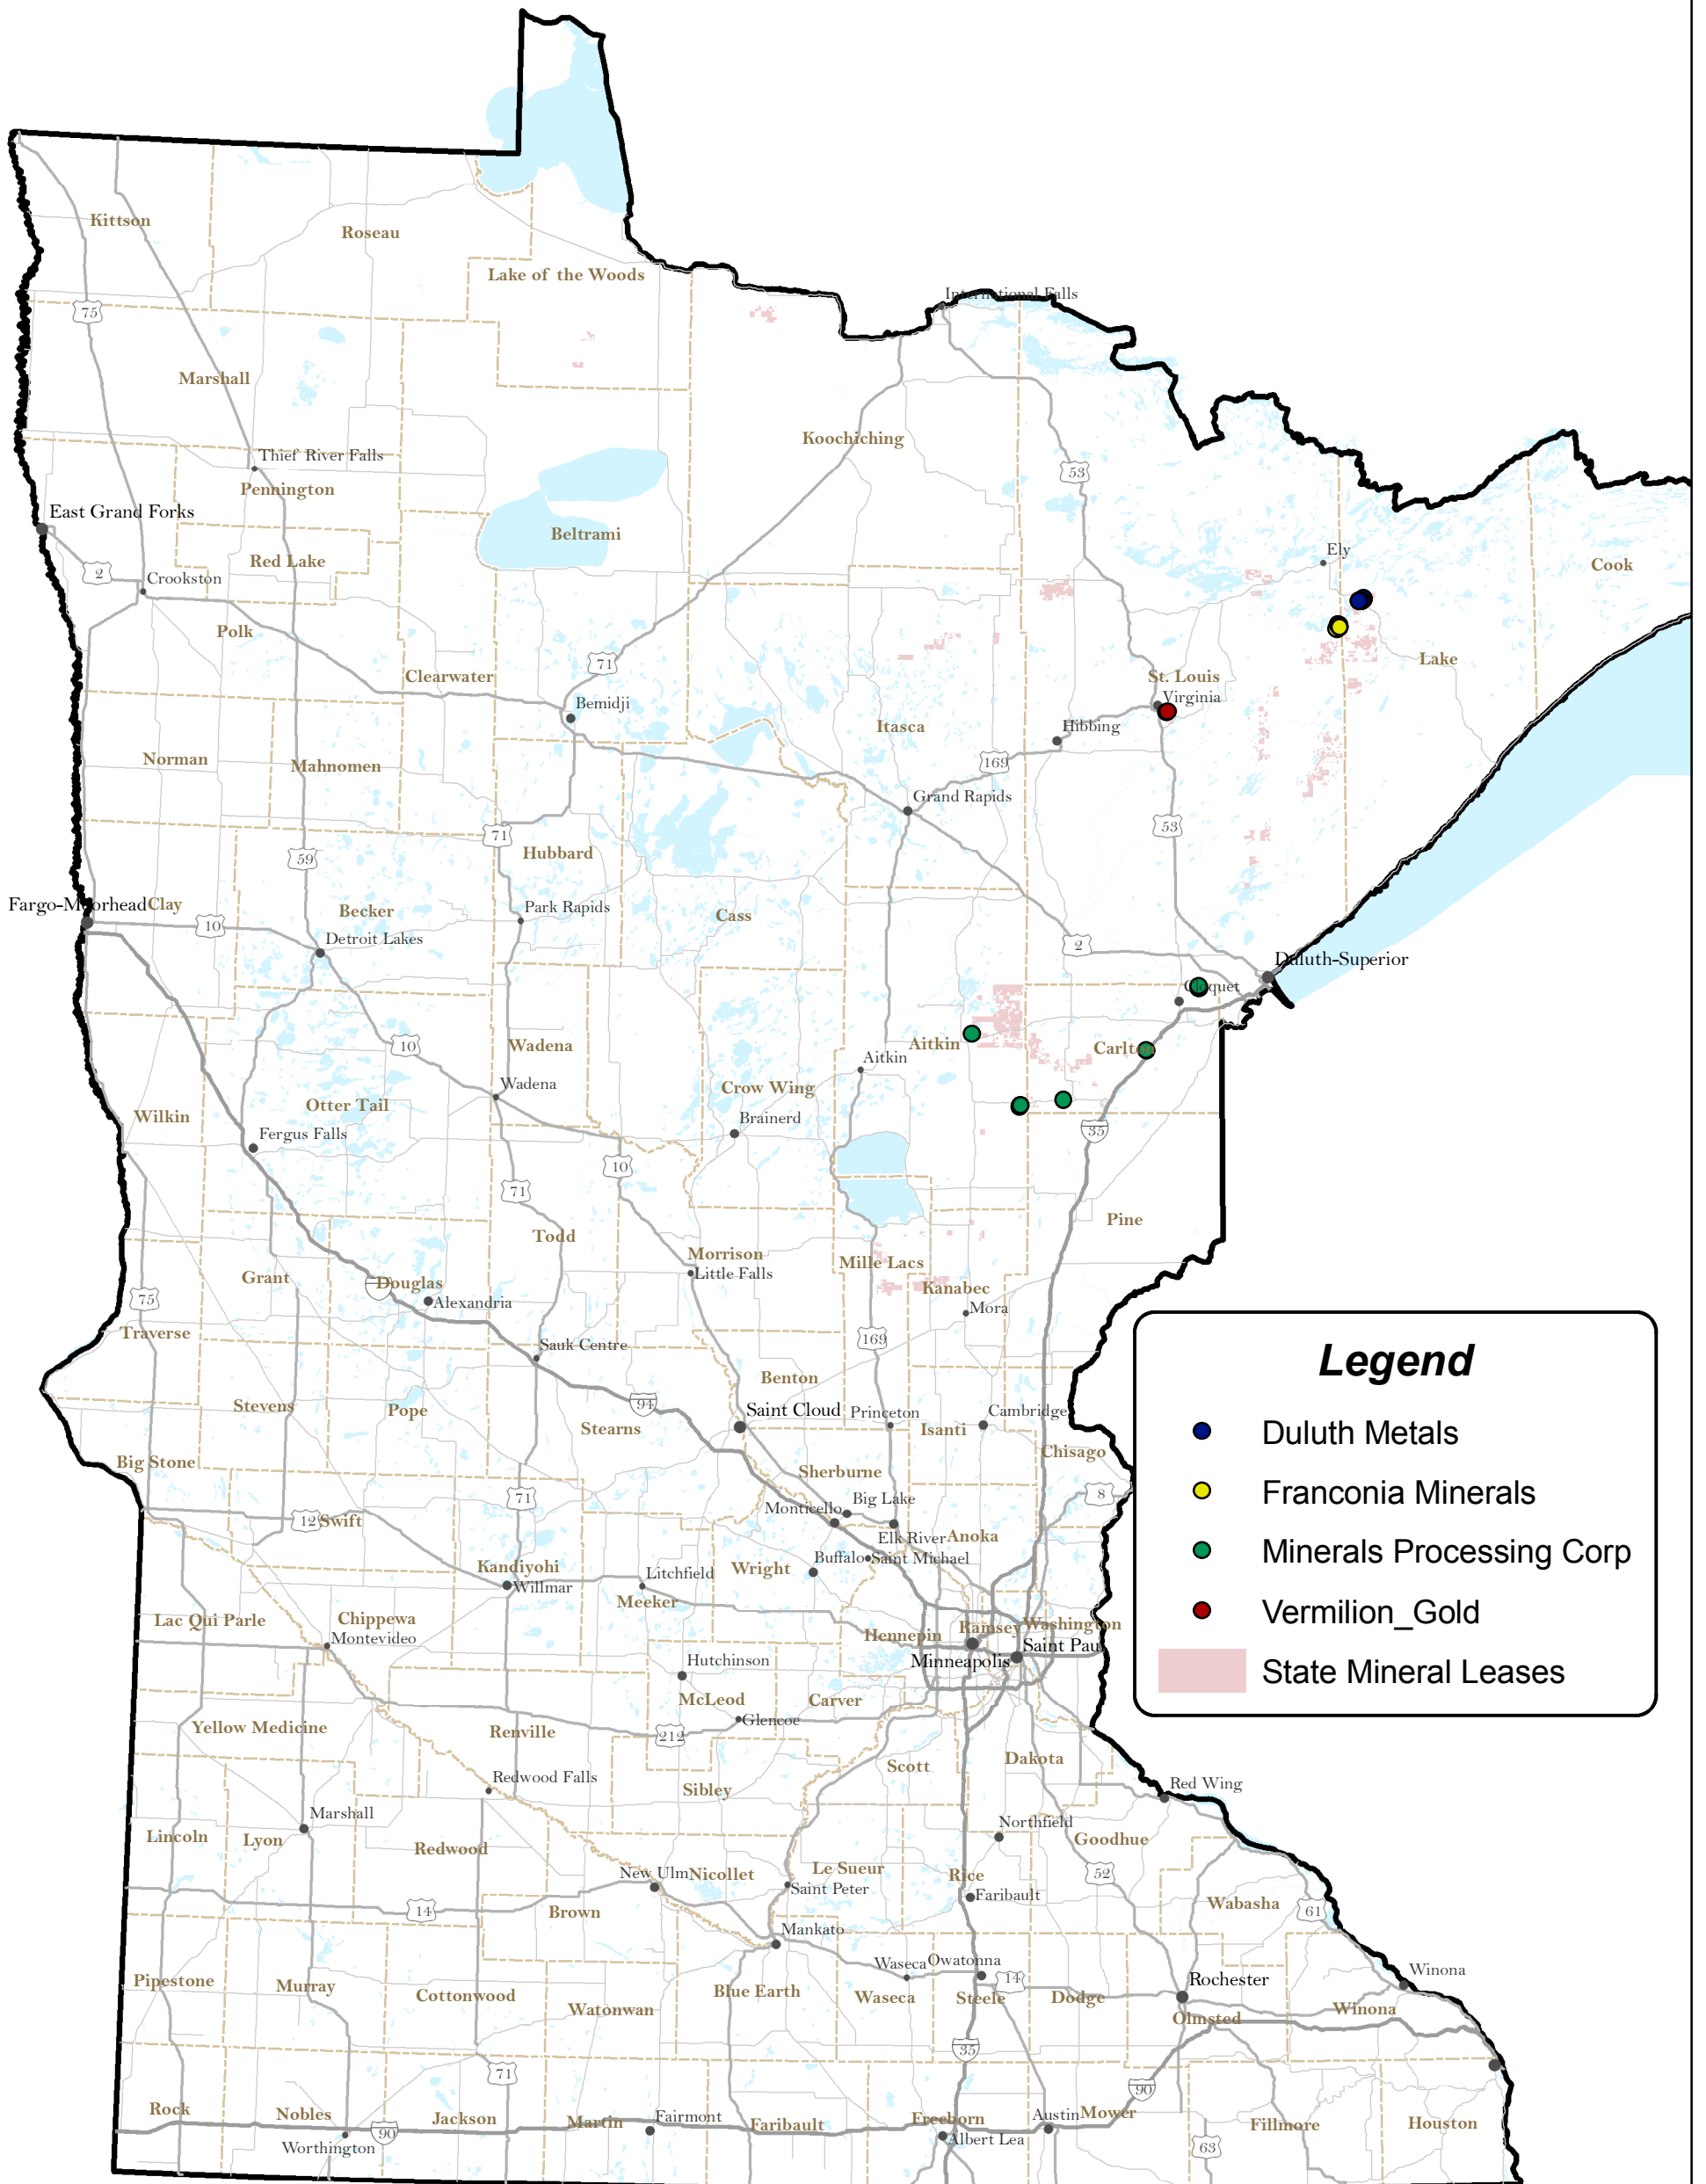 International Falls
Kittson
Roseau
Lake of the Woods
75
Marshall
Koochiching
53
Thief River Falls
Pennington
East Grand Forks
Beltrami
Ely
Red Lake
Cook
2
Crookston
Polk
71
Lake
Clearwater
St. Louis
Virginia
Bemidji
Itasca
Hibbing
Norman
Mahnomen
169
Grand Rapids
71
53
59
Hubbard
Fargo-Moorhead
Clay
Becker
Park Rapids
Cass
10
Detroit Lakes
2
Duluth-Superior
Cloquet
10
Wadena
Aitkin
Carlton
Aitkin
Wadena
Crow Wing
Otter Tail
Wilkin
Brainerd
Fergus Falls
35
10
71
Pine
Todd
Morrison
Mille Lacs
Little Falls
Grant
Douglas
Kanabec
75
Alexandria
Mora
Traverse
169
Sauk Centre
Benton
Stevens
Pope
94
Saint Cloud
Princeton
Cambridge
Stearns
Isanti
Chisago
Big Stone
Sherburne
71
8
Big Lake
Monticello
12
Swift
Elk River
Anoka
Buffalo
Saint Michael
Kandiyohi
Wright
Litchfield
Willmar
Meeker
Lac Qui Parle
Chippewa
Montevideo
Hennepin
Ramsey
Washington
Saint Paul
Minneapolis
Hutchinson
McLeod
Carver
Glencoe
Yellow Medicine
Renville
212
Scott
Dakota
Redwood Falls
Sibley
Red Wing
Marshall
Northfield
Lincoln
Lyon
Redwood
Goodhue
New Ulm
Nicollet
Le Sueur
Rice
52
Saint Peter
Faribault
14
Brown
Wabasha
61
Mankato
Waseca
Owatonna
Winona
Pipestone
Murray
Cottonwood
Blue Earth
14
Rochester
Watonwan
Waseca
Steele
Dodge
Winona
Olmsted
35
71
90
Rock
Nobles
Jackson
Martin
Fairmont
Faribault
Freeborn
Austin
Mower
Fillmore
Houston
90
Worthington
Albert Lea
63
Legend
Duluth Metals
Franconia Minerals
Minerals Processing Corp
Vermilion_Gold
State Mineral Leases